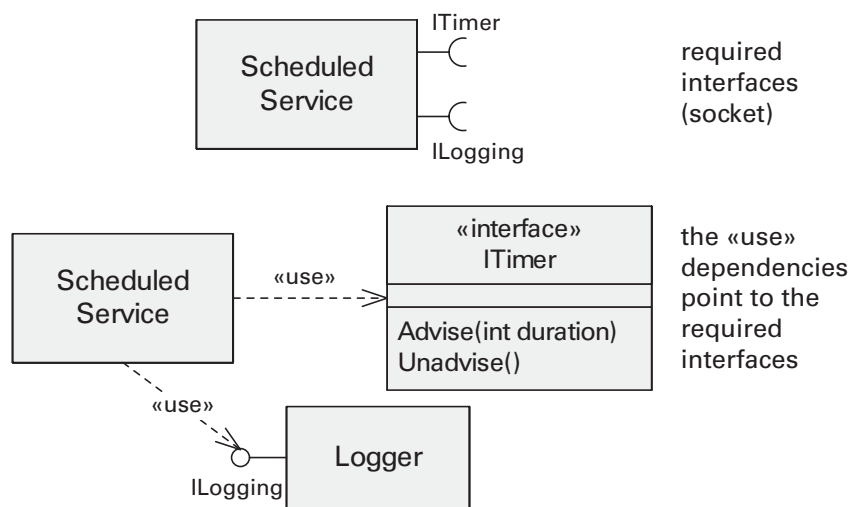 ITimer
Scheduled
Service
ILogging
required
interfaces
(socket)
Scheduled
Service
«use»
«interface»
ITimer
Advise(int duration)
Unadvise()
the «use»
dependencies
point to the
required
interfaces
«use»
ILogging
Logger